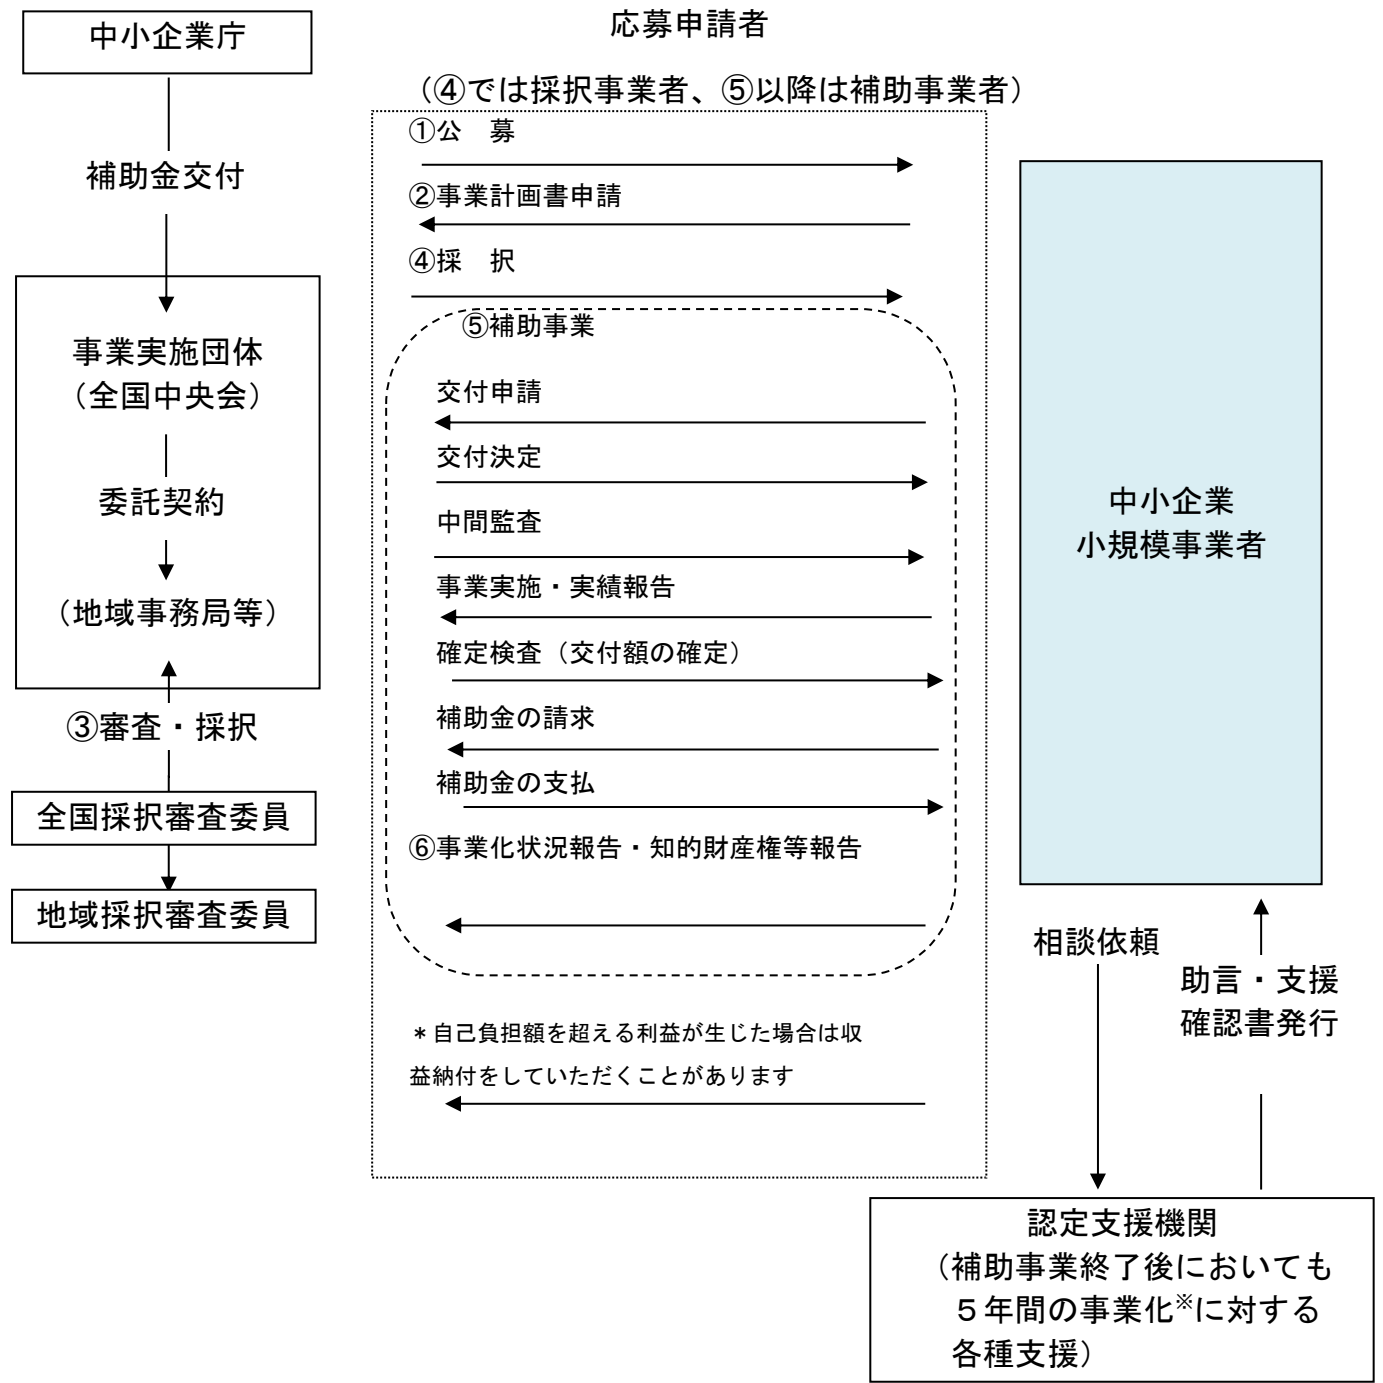 中小企業庁
補助金交付
事業実施団体
（全国中央会）
委託契約
（地域事務局等）
③審査・採択
全国採択審査委員
地域採択審査委員
応募申請者
（④では採択事業者、⑤以降は補助事業者）
①公　募
②事業計画書申請
④採　択
⑤補助事業
交付申請
交付決定
中間監査
事業実施・実績報告
確定検査（交付額の確定）
補助金の請求
補助金の支払
⑥事業化状況報告・知的財産権等報告
＊自己負担額を超える利益が生じた場合は収
益納付をしていただくことがあります
中小企業
小規模事業者
相談依頼
助言・支援
確認書発行
認定支援機関
（補助事業終了後においても
５年間の事業化※に対する
各種支援）